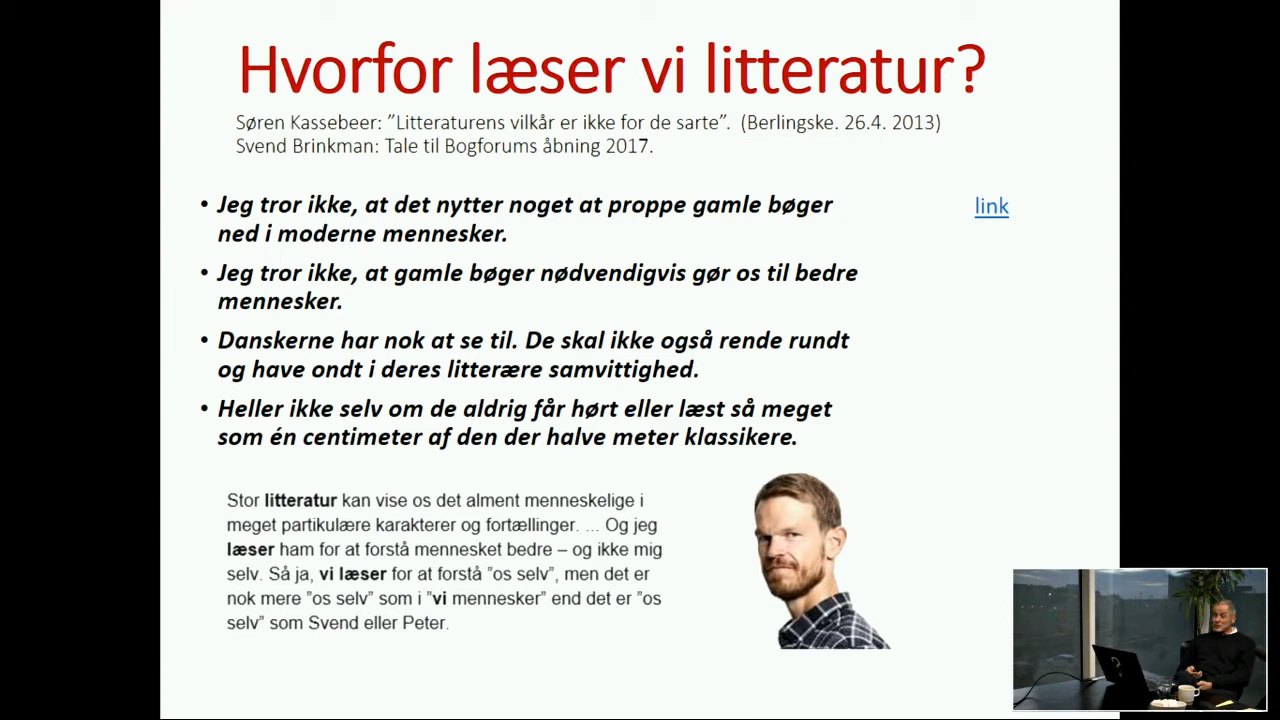 Hvorfor læser vi litteratur?
Søren Kassebeer: ”Litteraturens vilkår er ikke for de sarte”. (Berlingske. 26.4. 2013)
Svend Brinkman: Tale til Bogforums åbning 2017.
• Jeg tror ikke, at det nytter noget at proppe gamle bøger
ned i moderne mennesker.
link
• Jeg tror ikke, at gamle bøger nødvendigvis gør os til bedre
mennesker.
• Danskerne har nok at se til. De skal ikke også rende rundt
og have ondt i deres litterære samvittighed.
• Heller ikke selv om de aldrig får hørt eller læst så meget
som én centimeter af den der halve meter klassikere.
Stor litteratur kan vise os det alment menneskelige i
meget partikulære karakterer og fortællinger. ... Og jeg
læser ham for at forstå mennesket bedre – og ikke mig
selv. Så ja, vi læser for at forstå ”os selv”, men det er
nok mere ”os selv” som i ”vi mennesker” end det er ”os
selv” som Svend eller Peter.